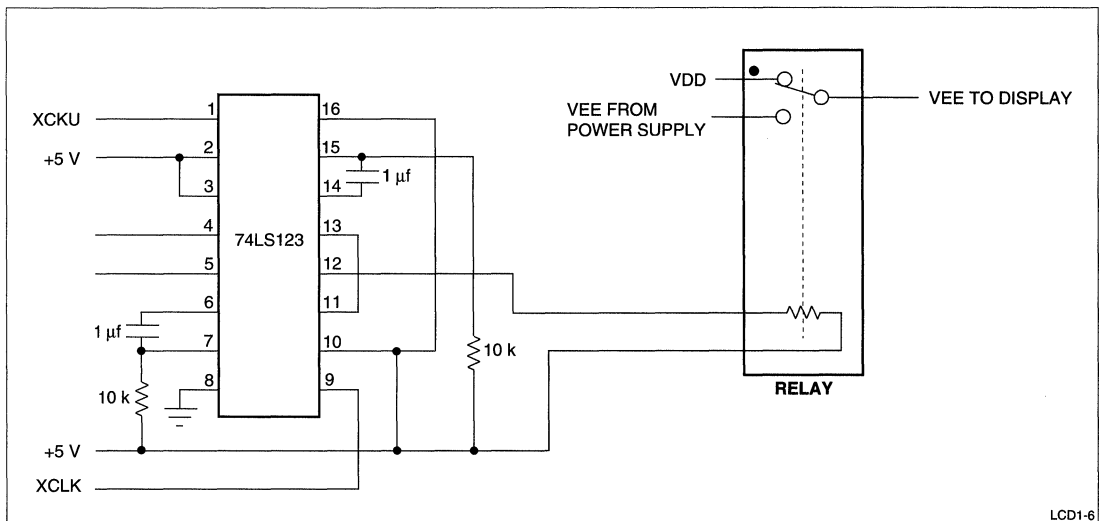 XCKU
+5 V
1
2
3
4
5
6
7
8
16
15
14
13
12
11
10
9
74LS123
1 µf
1 µf
10 k
10 k
+5 V
XCLK
VDD
VEE FROM
POWER SUPPLY
VEE TO DISPLAY
RELAY
LCD1-6